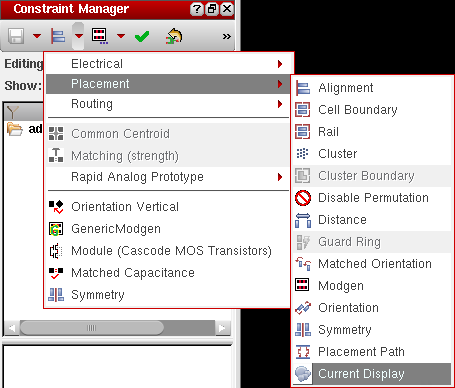 Constraint Manager
Editing
Show:
ad
Electrical
Placement
Routing
Common Centroid
Matching (strength)
Rapid Analog Prototype
Orientation Vertical
GenericModgen
Module (Cascode MOS Transistors)
Matched Capacitance
Symmetry
Alignment
Cell Boundary
Rail
Cluster
Cluster Boundary
Disable Permutation
Distance
Guard Ring
Matched Orientation
Modgen
Orientation
Symmetry
Placement Path
Current Display